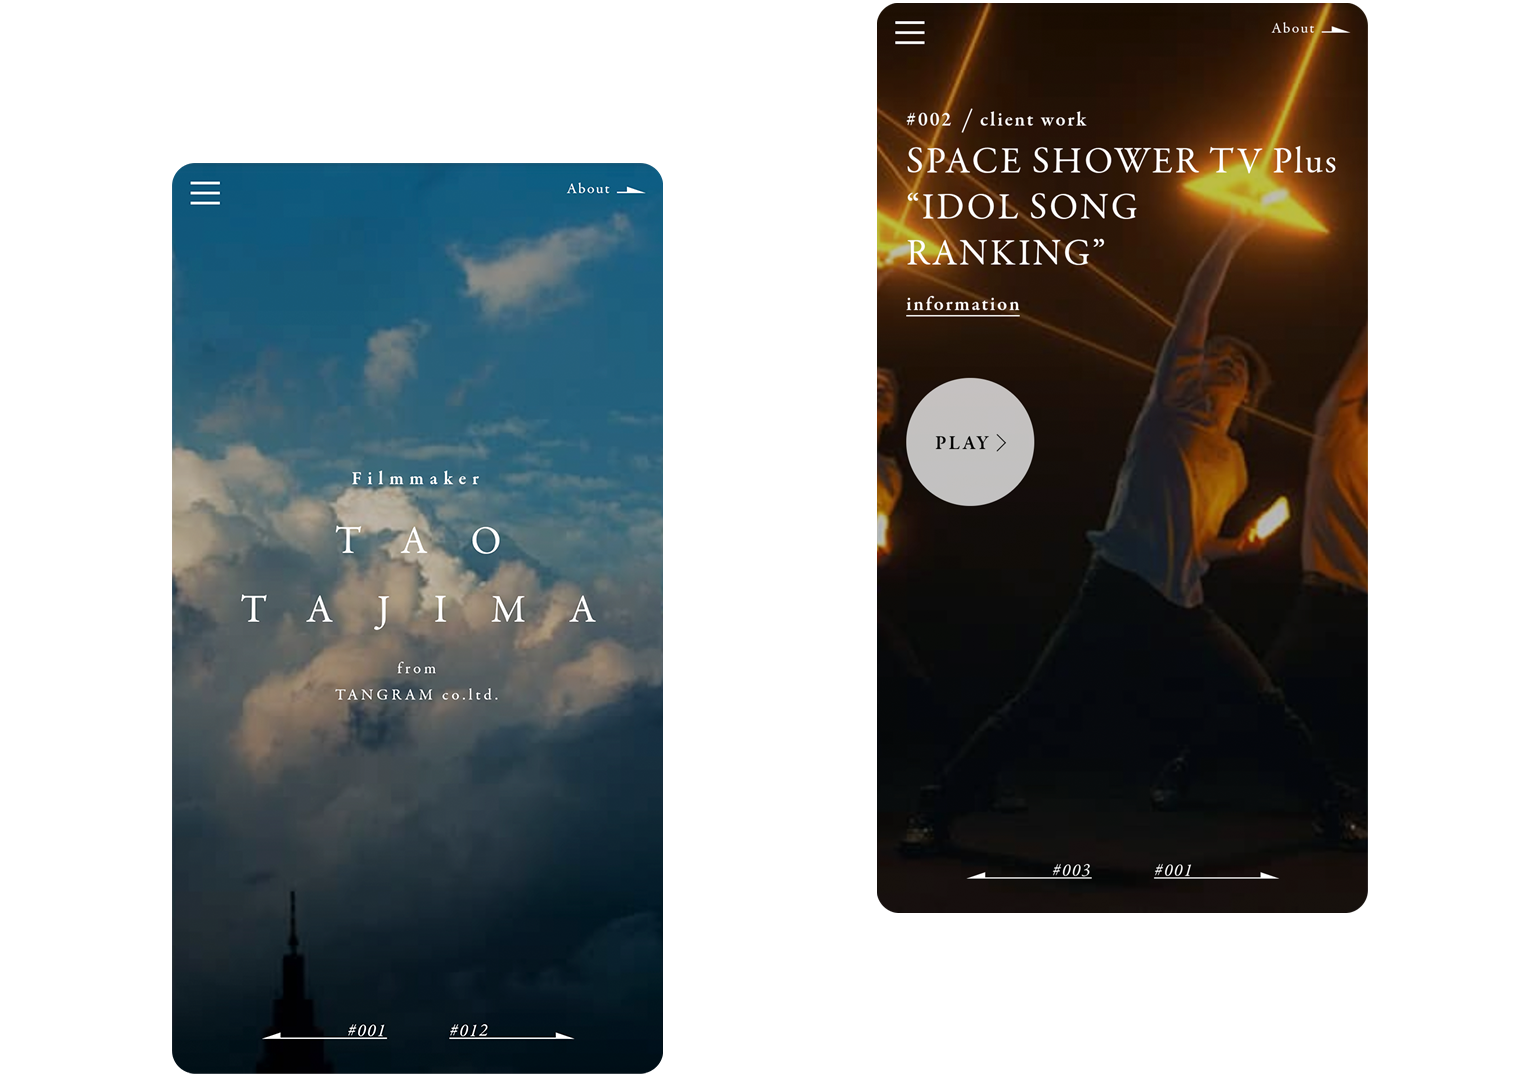 About
Filmmaker
TAO
TAJIMA
from
TANGRAM co.ltd.
#001
#012
About
#002 / client work
SPACE SHOWER TV Plus
“IDOL SONG
RANKING”
information
PLAY
#003
#001